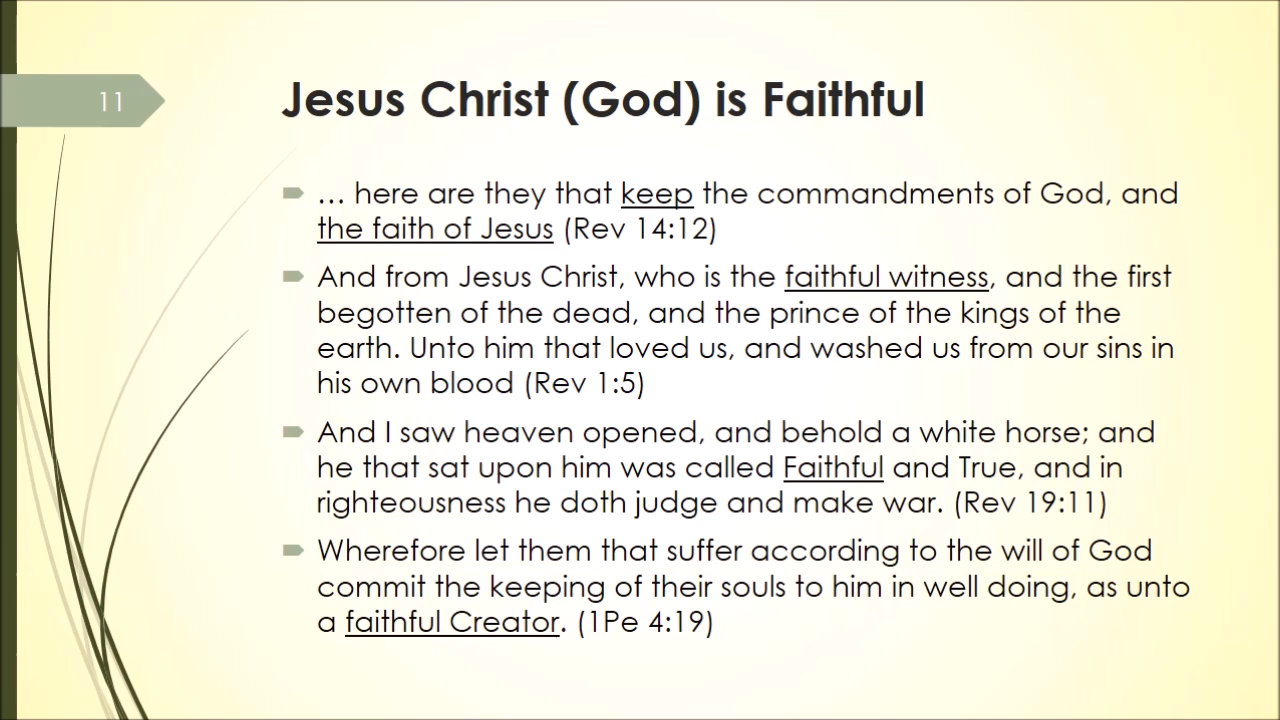 11
Jesus Christ (God) is Faithful
… here are they that keep the commandments of God, and
the faith of Jesus (Rev 14:12)
And from Jesus Christ, who is the faithful witness, and the first
begotten of the dead, and the prince of the kings of the
earth. Unto him that loved us, and washed us from our sins in
his own blood (Rev 1:5)
And I saw heaven opened, and behold a white horse; and
he that sat upon him was called Faithful and True, and in
righteousness he doth judge and make war. (Rev 19:11)
Wherefore let them that suffer according to the will of God
commit the keeping of their souls to him in well doing, as unto
a faithful Creator. (1Pe 4:19)